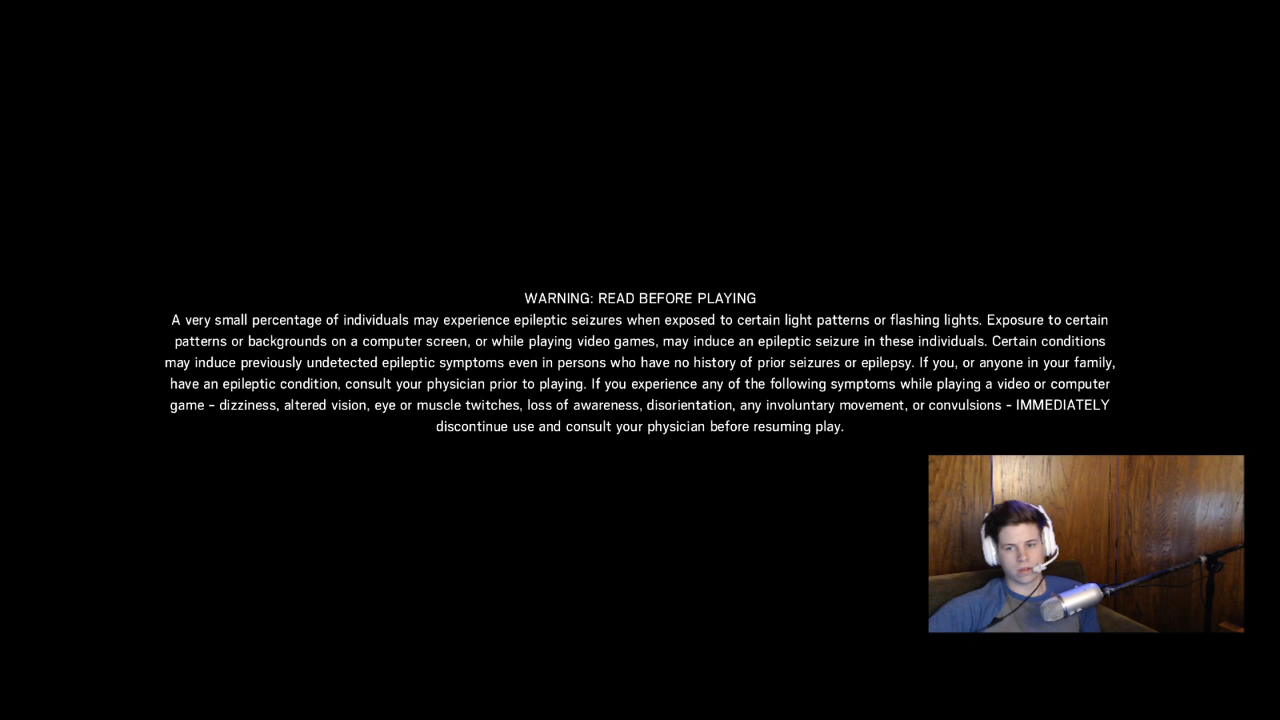 WARNING: READ BEFORE PLAYING
A very small percentage of individuals may experience epileptic seizures when exposed to certain light patterns or flashing lights. Exposure to certain
patterns or backgrounds on a computer screen, or while playing video games, may induce an epileptic seizure in these individuals. Certain conditions
may induce previously undetected epileptic symptoms even in persons who have no history of prior seizures or epilepsy. If you, or anyone in your family,
have an epileptic condition, consult your physician prior to playing. If you experience any of the following symptoms while playing a video or computer
game – dizziness, altered vision, eye or muscle twitches, loss of awareness, disorientation, any involuntary movement, or convulsions – IMMEDIATELY
discontinue use and consult your physician before resuming play.